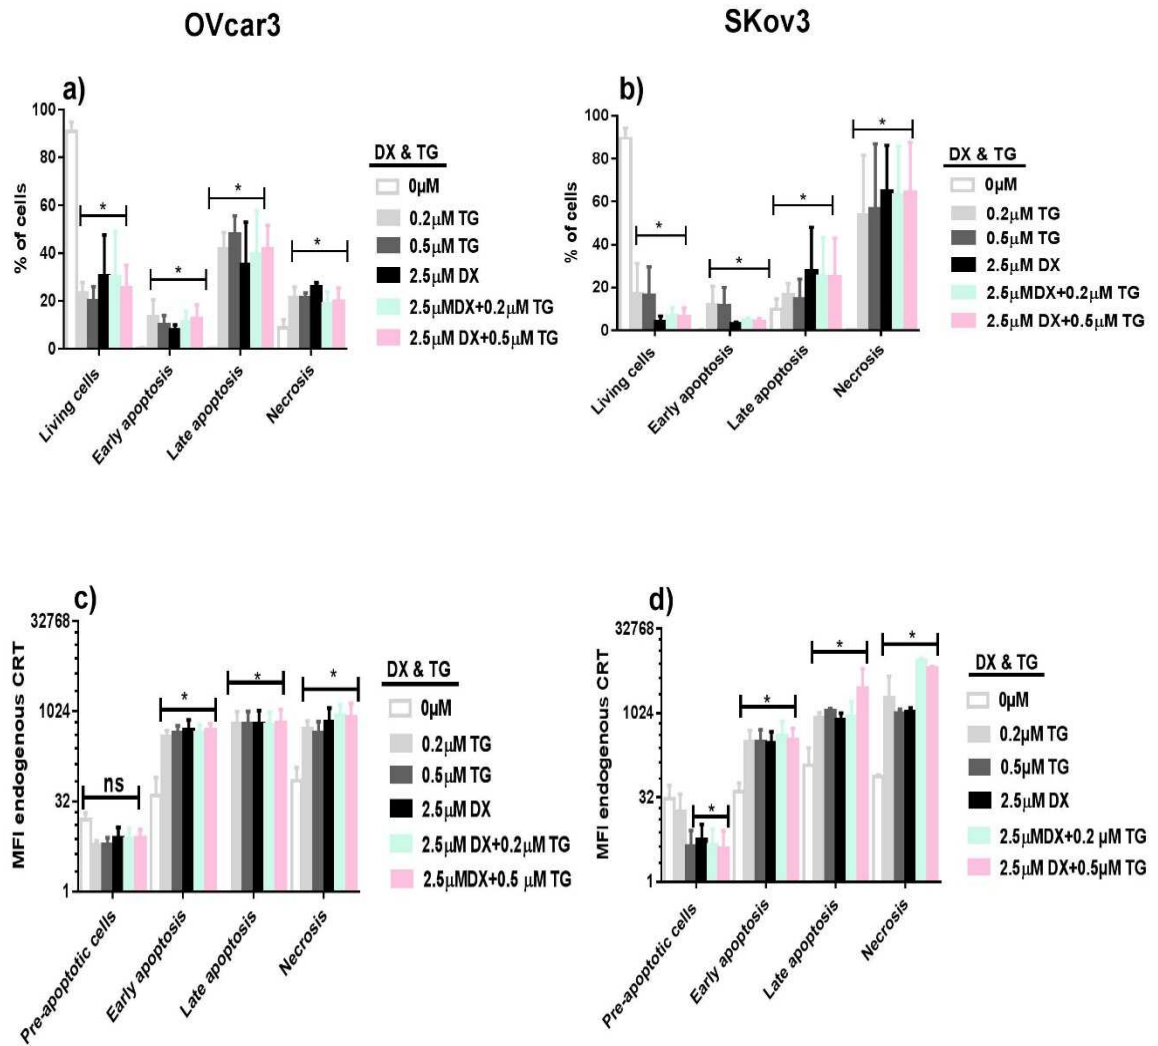 OVcar3
SKov3
a)
100
80
60
40
20
0
% of cells
*
*
*
*
Living cells
Early apoptosis
Late apoptosis
Necrosis
DX & TG
0μM
0.2μM TG
0.5μM TG
2.5μM DX
2.5μMDX+0.2μM TG
2.5μM DX+0.5μM TG
b)
100
80
60
40
20
0
% of cells
*
*
*
*
Living cells
Early apoptosis
Late apoptosis
Necrosis
DX & TG
0μM
0.2μM TG
0.5μM TG
2.5μM DX
2.5μMDX+0.2μM TG
2.5μM DX+0.5μM TG
c)
32768
1024
32
1
MFI endogenous CRT
ns
*
*
*
Pre-apoptotic cells
Early apoptosis
Late apoptosis
Necrosis
DX & TG
0μM
0.2μM TG
0.5μM TG
2.5μM DX
2.5μM DX+0.2μM TG
2.5μMDX+0.5 μM TG
d)
32768
1024
32
1
MFI endogenous CRT
*
*
*
*
Pre-apoptotic cells
Early apoptosis
Late apoptosis
Necrosis
DX & TG
0μM
0.2μM TG
0.5μM TG
2.5μM DX
2.5μMDX+0.2 μM TG
2.5μM DX+0.5μM TG